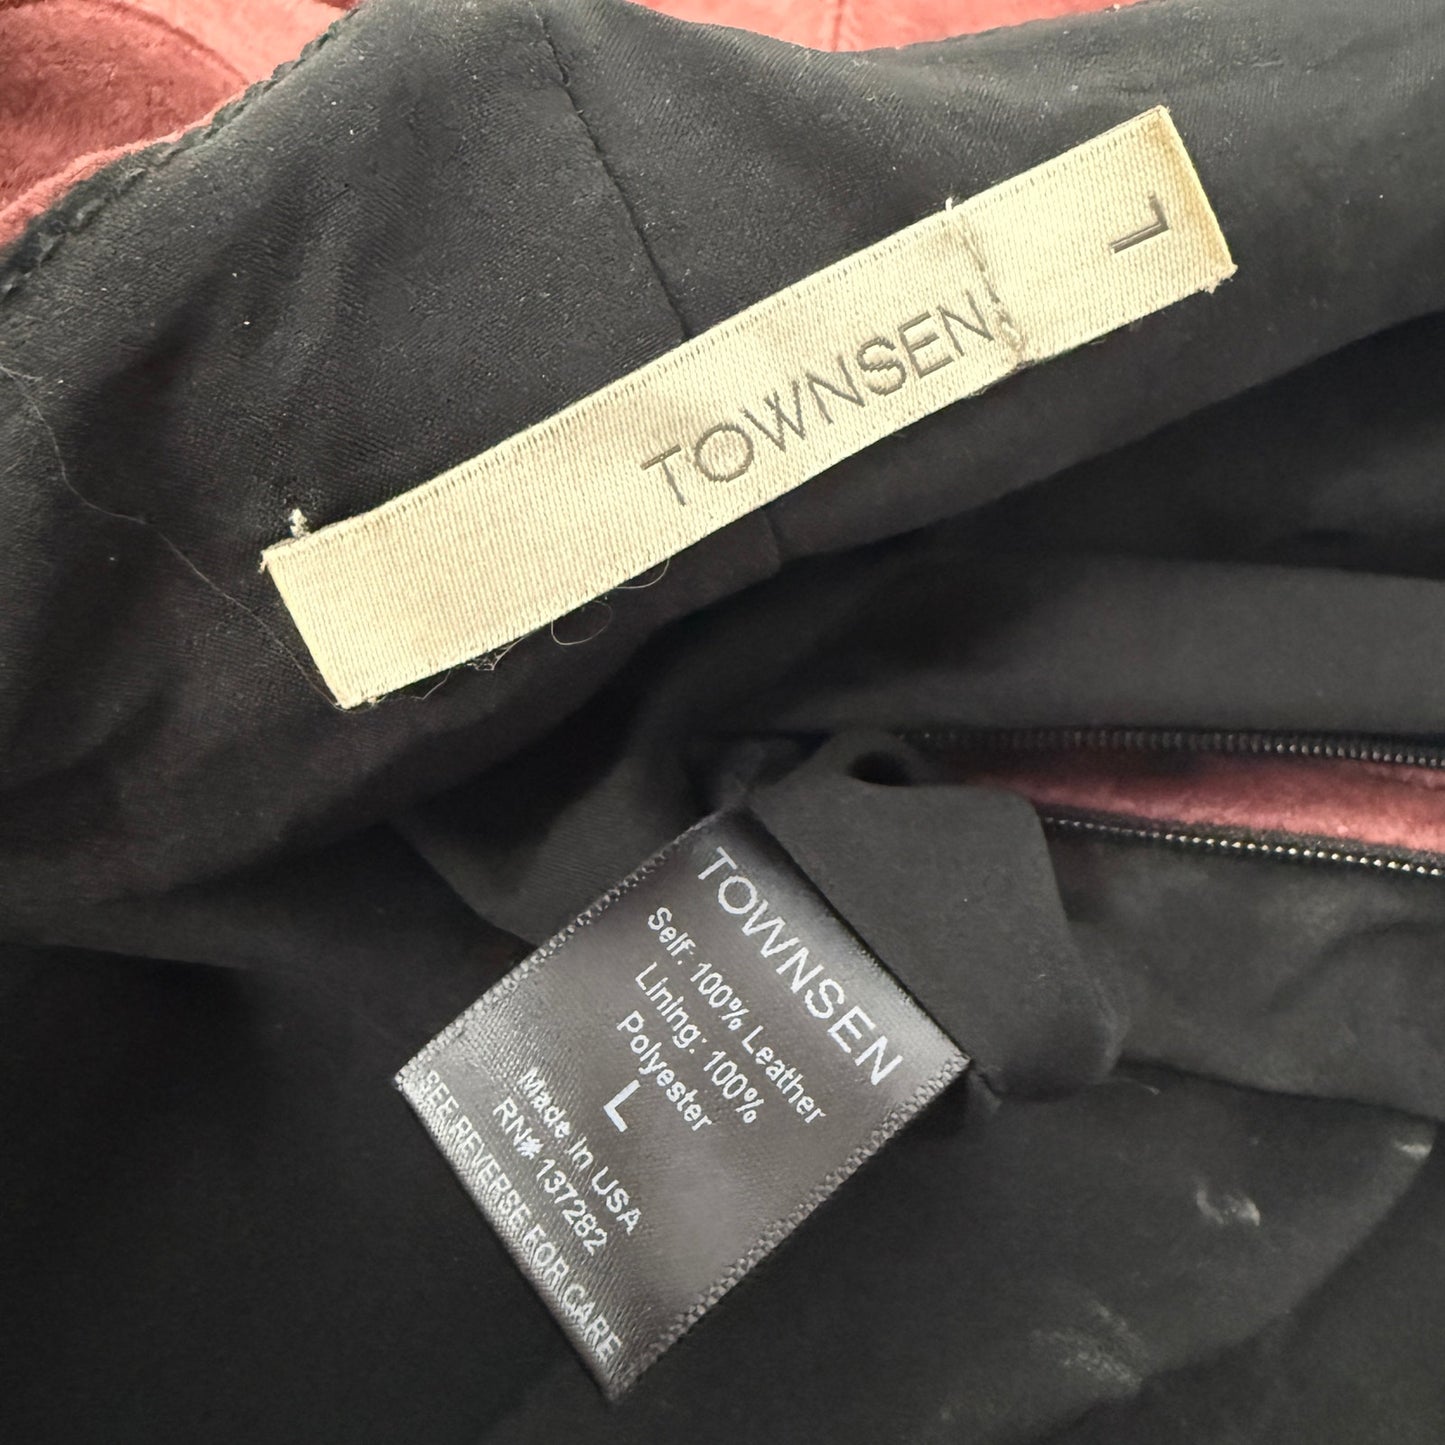 TOWNSEN
L
TOWNSEN
Self: 100% Leather
Lining: 100%
Polyester
L
Made in USA
RN# 137282
SEE REVERSE FOR CARE